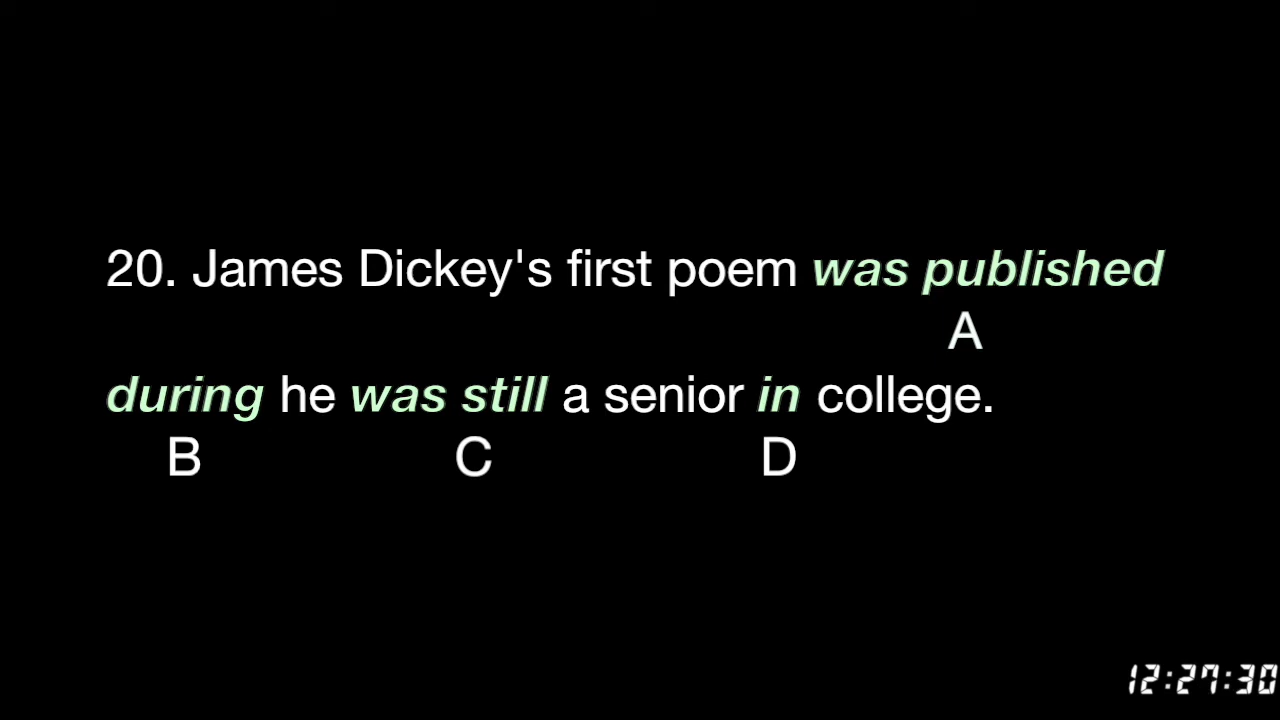 20. James Dickey's first poem was published
A
during he was still a senior in college.
B C D
12:27:30